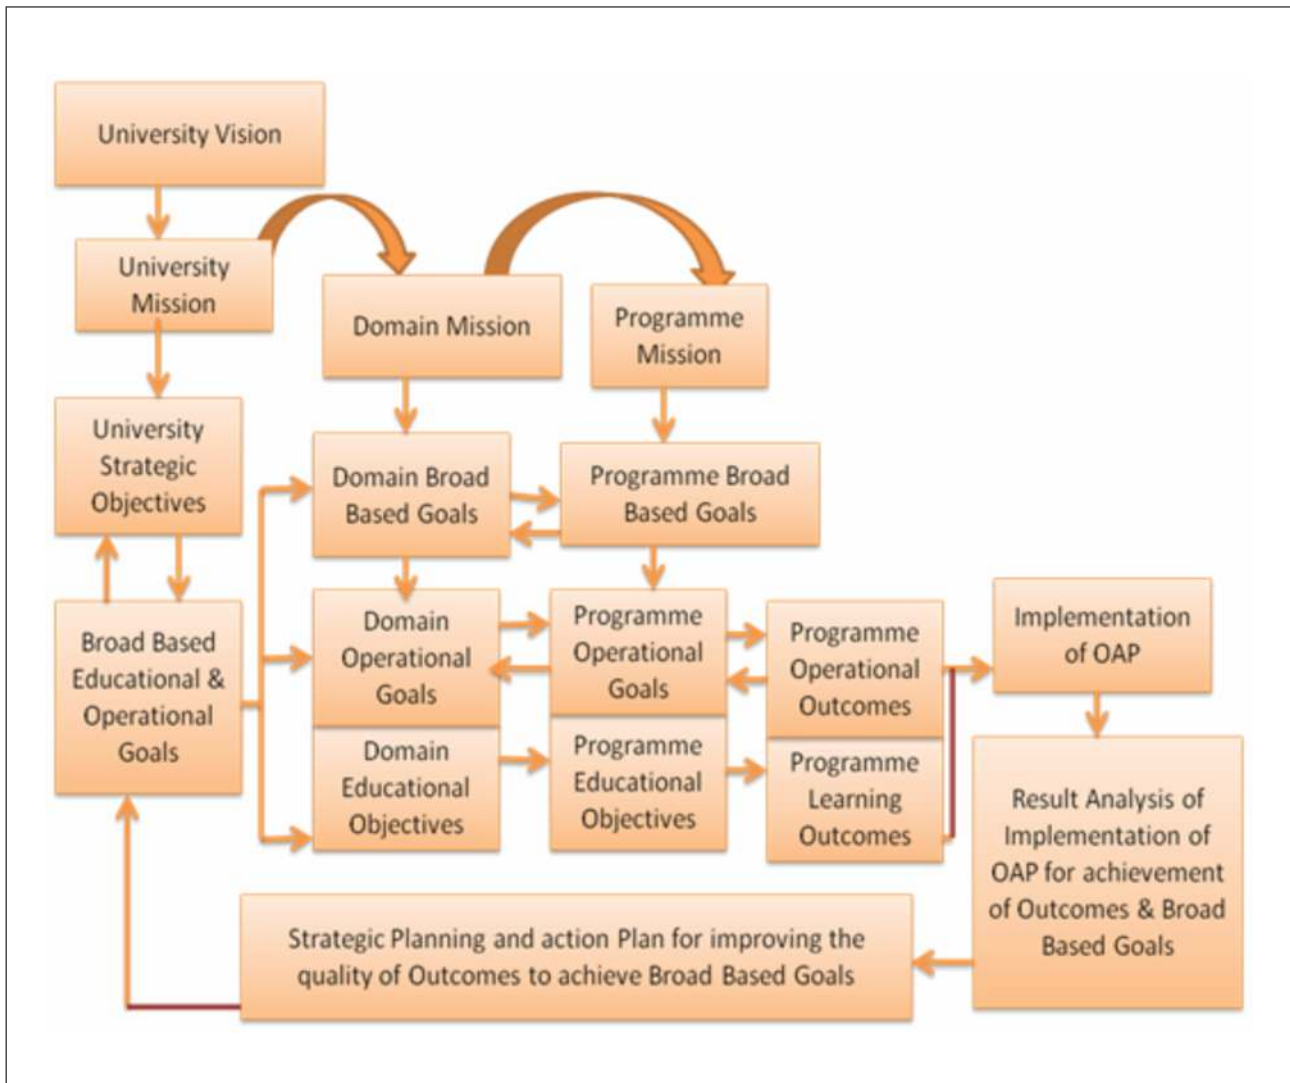 University Vision
University
Mission
Domain Mission
Programme
Mission
University
Strategic
Objectives
Domain Broad
Based Goals
Programme Broad
Based Goals
Broad Based
Educational &
Operational
Goals
Domain
Operational
Goals
Programme
Operational
Goals
Programme
Operational
Outcomes
Implementation
of OAP
Domain
Educational
Objectives
Programme
Educational
Objectives
Programme
Learning
Outcomes
Result Analysis of
Implementation of
OAP for achievement
of Outcomes & Broad
Based Goals
Strategic Planning and action Plan for improving the
quality of Outcomes to achieve Broad Based Goals